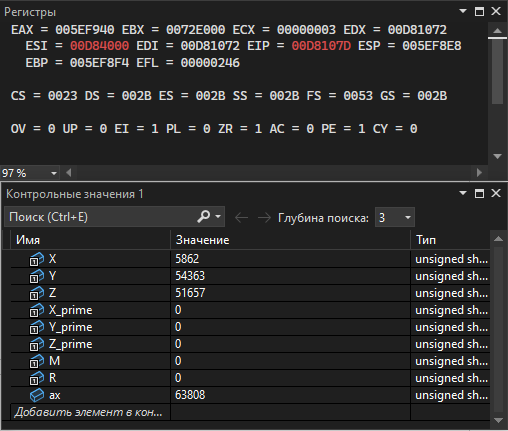 Регистры
EAX = 005EF940 EBX = 0072E000 ECX = 00000003 EDX = 00D81072
ESI = 00D84000 EDI = 00D81072 EIP = 00D8107D ESP = 005EF8E8
EBP = 005EF8F4 EFL = 00000246
CS = 0023 DS = 002B ES = 002B SS = 002B FS = 0053 GS = 002B
OV = 0 UP = 0 EI = 1 PL = 0 ZR = 1 AC = 0 PE = 1 CY = 0
97 %
Контрольные значения 1
Поиск (Ctrl+E) Глубина поиска: 3
Имя Значение Тип
X 5862 unsigned sh...
Y 54363 unsigned sh...
Z 51657 unsigned sh...
X_prime 0 unsigned sh...
Y_prime 0 unsigned sh...
Z_prime 0 unsigned sh...
M 0 unsigned sh...
R 0 unsigned sh...
ax 63808 unsigned sh...
Добавить элемент в кон...